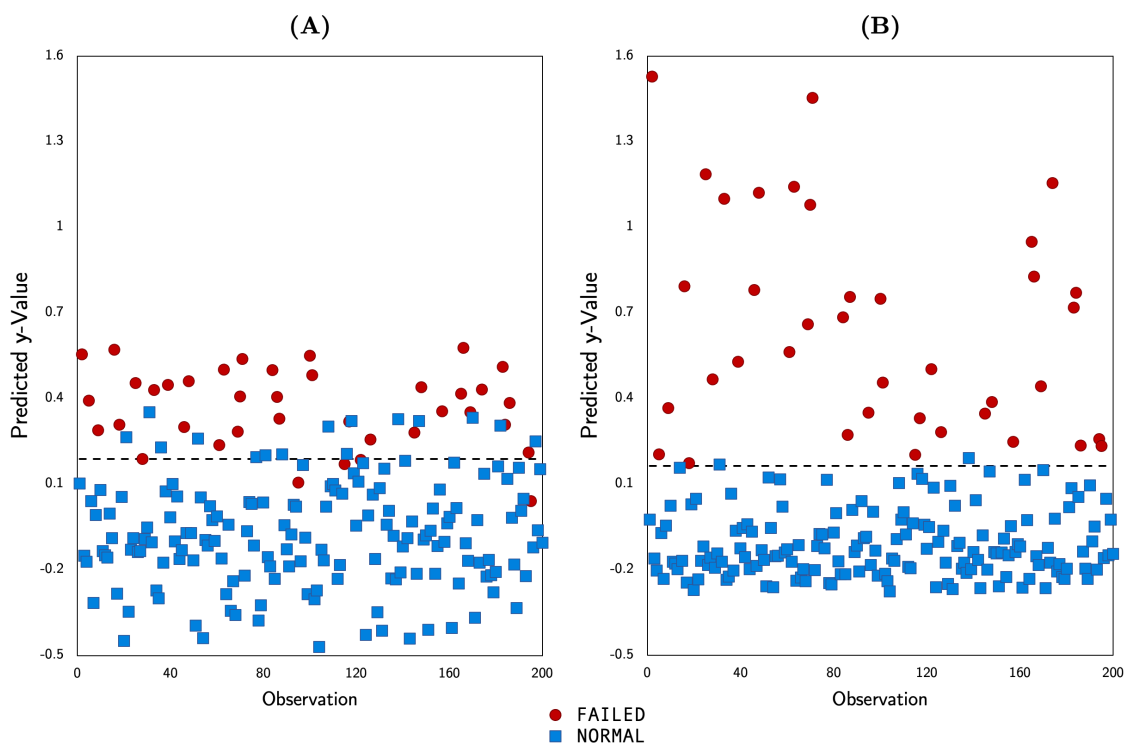 (A)
1.6
1.3
1
0.7
0.4
0.1
-0.2
-0.5
Predicted y-Value
0 40 80 120 160 200
Observation
(B)
1.6
1.3
1
0.7
0.4
0.1
-0.2
-0.5
Predicted y-Value
0 40 80 120 160 200
Observation
FAILED
NORMAL